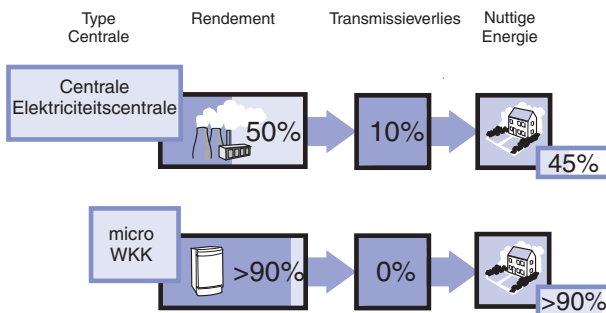 Type
Centrale
Rendement
Transmissieverlies
Nuttige
Energie
Centrale
Elektriciteitscentrale
50%
10%
45%
micro
WKK
>90%
0%
>90%